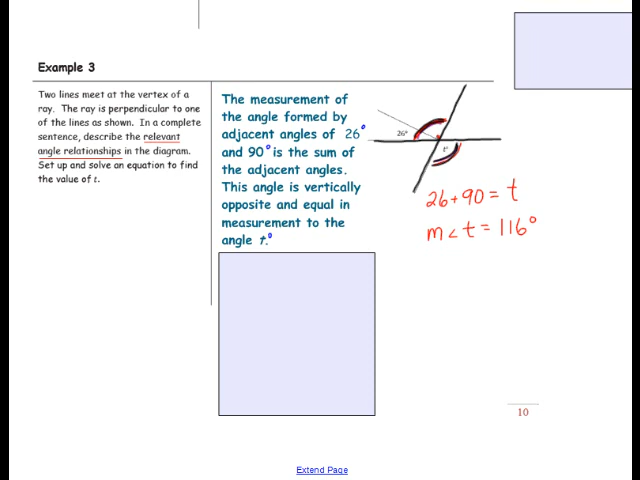 Example 3
Two lines meet at the vertex of a
ray. The ray is perpendicular to one
of the lines as shown. In a complete
sentence, describe the relevant
angle relationships in the diagram.
Set up and solve an equation to find
the value of t.
The measurement of
the angle formed by
adjacent angles of 26°
and 90° is the sum of
the adjacent angles.
This angle is vertically
opposite and equal in
measurement to the
angle t.°
26°
t°
26 + 90 = t
m < t = 116°
10
Extend Page